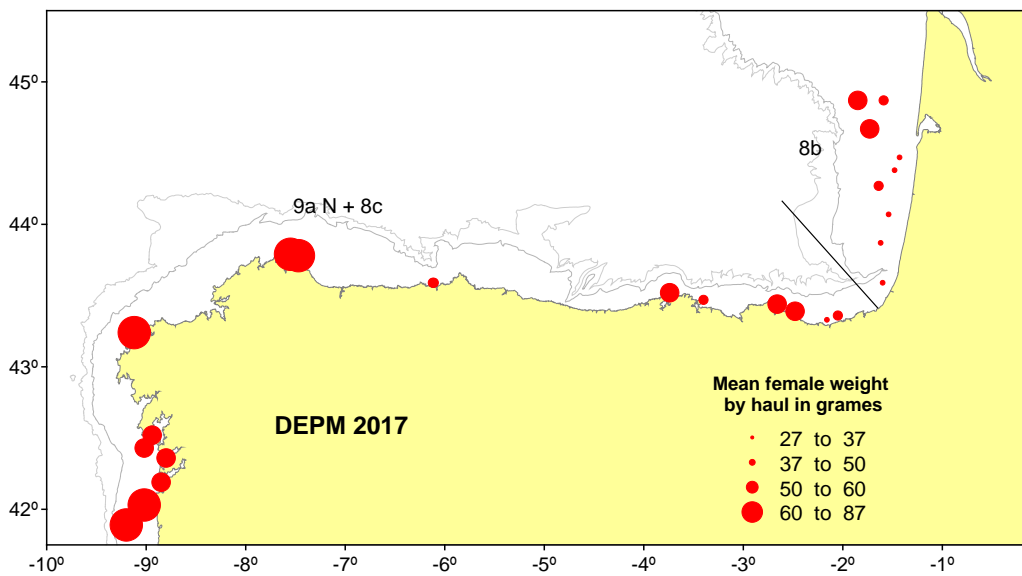 45º
8b
9a N + 8c
44º
43º
Mean female weight
by haul in grames
DEPM 2017
27 to 37
37 to 50
50 to 60
60 to 87
42º
-10º -9º -8º -7º -6º -5º -4º -3º -2º -1º